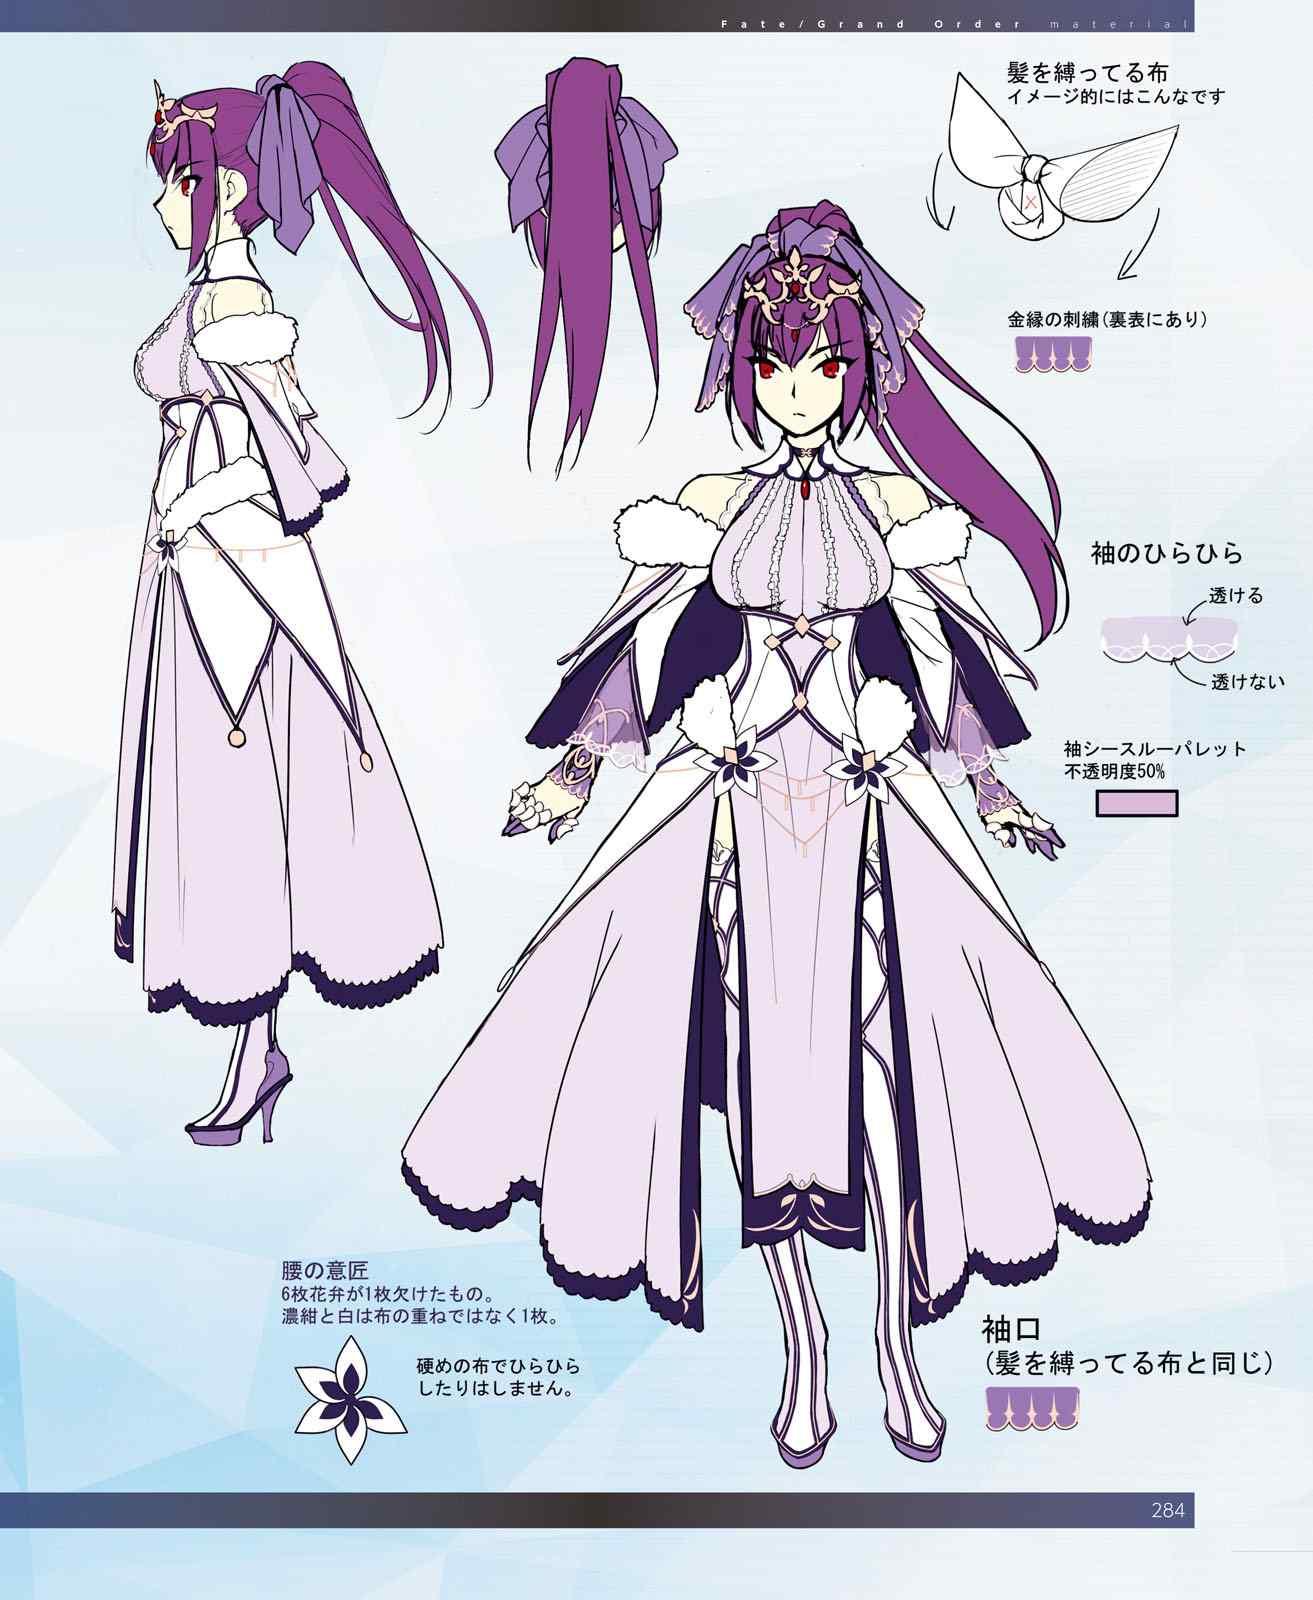 Fate/Grand Order material
髪を縛ってる布
イメージ的にはこんなです
金縁の刺繍(裏表にあり)
袖のひらひら
透ける
透けない
袖シースルーパレット
不透明度50%
腰の意匠
6枚花弁が1枚欠けたもの。
濃紺と白は布の重ねではなく1枚。
硬めの布でひらひら
したりはしません。
袖口
(髪を縛ってる布と同じ)
284